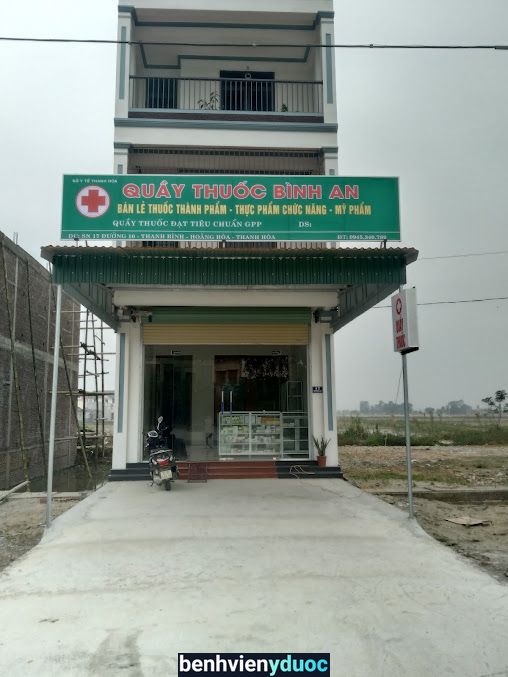 SỞ Y TẾ THANH HÓA
QUẦY THUỐC BÌNH AN
BÁN LẺ THUỐC THÀNH PHẨM - THỰC PHẨM CHỨC NĂNG - MỸ PHẨM
QUẦY THUỐC ĐẠT TIÊU CHUẨN GPP DS:
ĐC: SN 17 ĐƯỜNG 10 - THANH BÌNH - HOẰNG HÓA - THANH HÓA ĐT: 0945.340.789
QUẦY THUỐC
17
benhvienyduoc